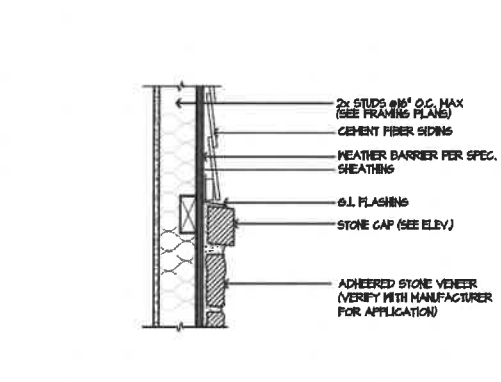 2x STUDS @16" O.C. MAX
(SEE FRAMING PLANS)
CEMENT FIBER SIDING
WEATHER BARRIER PER SPEC.
SHEATHING
G.I. FLASHING
STONE CAP (SEE ELEV.)
ADHEERED STONE VENEER
(VERIFY WITH MANUFACTURER
FOR APPLICATION)